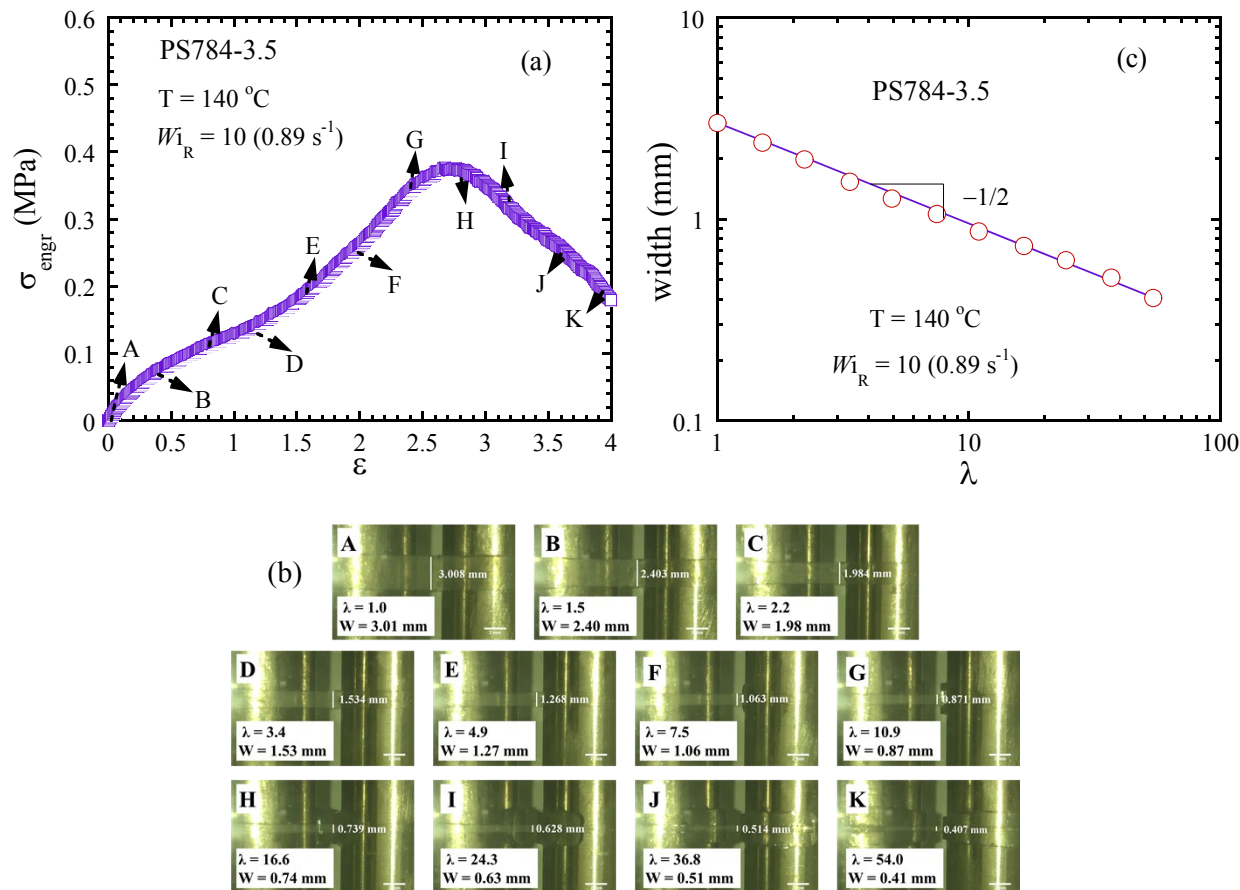 0.6
0.5
0.4
0.3
0.2
0.1
0
σengr (MPa)
PS784-3.5
(a)
T = 140 °C
WiR = 10 (0.89 s-1)
A
B
C
D
E
F
G
H
I
J
K
0 0.5 1 1.5 2 2.5 3 3.5 4
ε
10
1
0.1
width (mm)
(c)
PS784-3.5
−1/2
T = 140 °C
WiR = 10 (0.89 s-1)
1 10 100
λ
(b)
A
3.008 mm
λ = 1.0
W = 3.01 mm
B
2.403 mm
λ = 1.5
W = 2.40 mm
C
1.984 mm
λ = 2.2
W = 1.98 mm
D
1.534 mm
λ = 3.4
W = 1.53 mm
E
1.268 mm
λ = 4.9
W = 1.27 mm
F
1.063 mm
λ = 7.5
W = 1.06 mm
G
0.871 mm
λ = 10.9
W = 0.87 mm
H
0.739 mm
λ = 16.6
W = 0.74 mm
I
0.628 mm
λ = 24.3
W = 0.63 mm
J
0.514 mm
λ = 36.8
W = 0.51 mm
K
0.407 mm
λ = 54.0
W = 0.41 mm